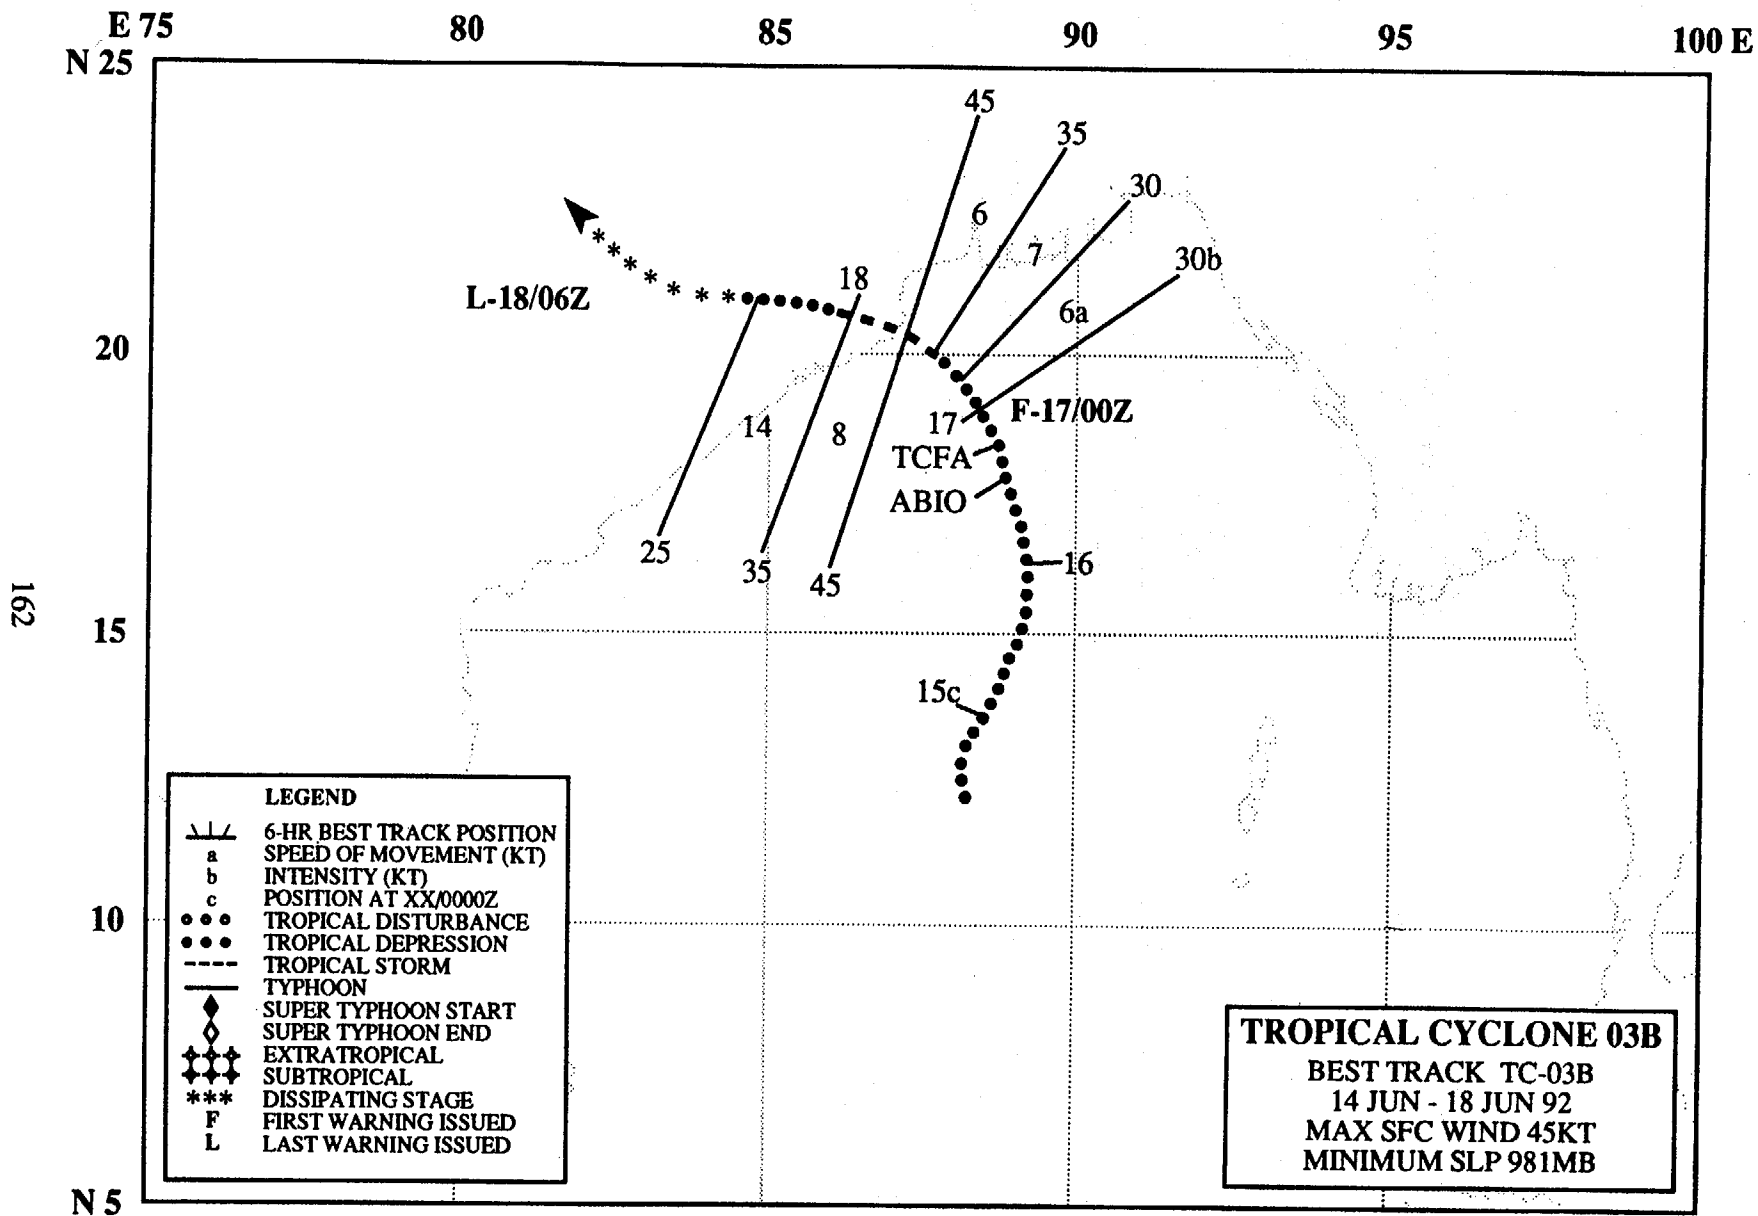 E 75 80 85 90 95 100 E
N 25
45
35
30
6
7
30b
18
L-18/06Z
6a
20
14
8
17
F-17/00Z
TCFA
ABIO
25
35
45
16
162
15
15c
10
N 5
LEGEND
6-HR BEST TRACK POSITION
a SPEED OF MOVEMENT (KT)
b INTENSITY (KT)
c POSITION AT XX/0000Z
TROPICAL DISTURBANCE
TROPICAL DEPRESSION
TROPICAL STORM
TYPHOON
SUPER TYPHOON START
SUPER TYPHOON END
EXTRATROPICAL
SUBTROPICAL
*** DISSIPATING STAGE
F FIRST WARNING ISSUED
L LAST WARNING ISSUED
TROPICAL CYCLONE 03B
BEST TRACK TC-03B
14 JUN - 18 JUN 92
MAX SFC WIND 45KT
MINIMUM SLP 981MB